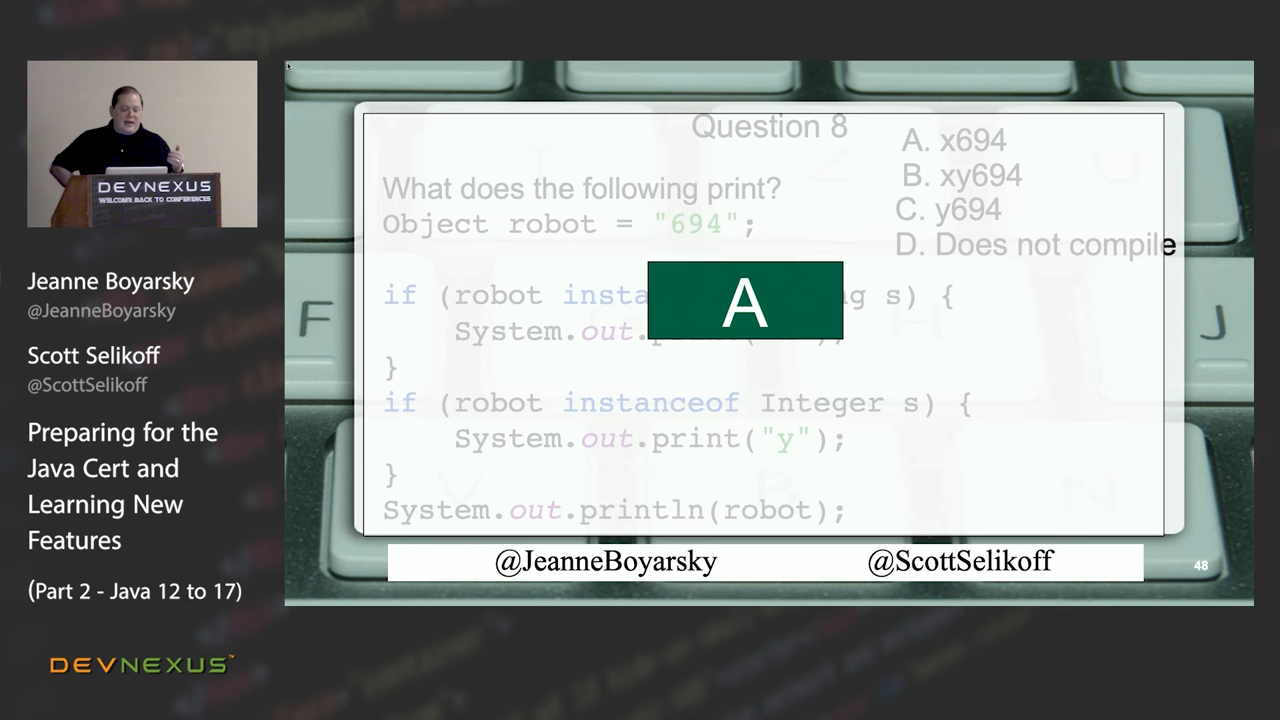 DEVNEXUS
WELCOME BACK TO CONFERENCES
Jeanne Boyarsky
@JeanneBoyarsky
Scott Selikoff
@ScottSelikoff
Preparing for the
Java Cert and
Learning New
Features
(Part 2 - Java 12 to 17)
DEVNEXUS
Question 8
A. x694
B. xy694
C. y694
D. Does not compile
What does the following print?
Object robot = "694";
if (robot insta g s) {
A
System.out.
}
if (robot instanceof Integer s) {
System.out.print("y");
}
System.out.println(robot);
@JeanneBoyarsky
@ScottSelikoff
48
F
J